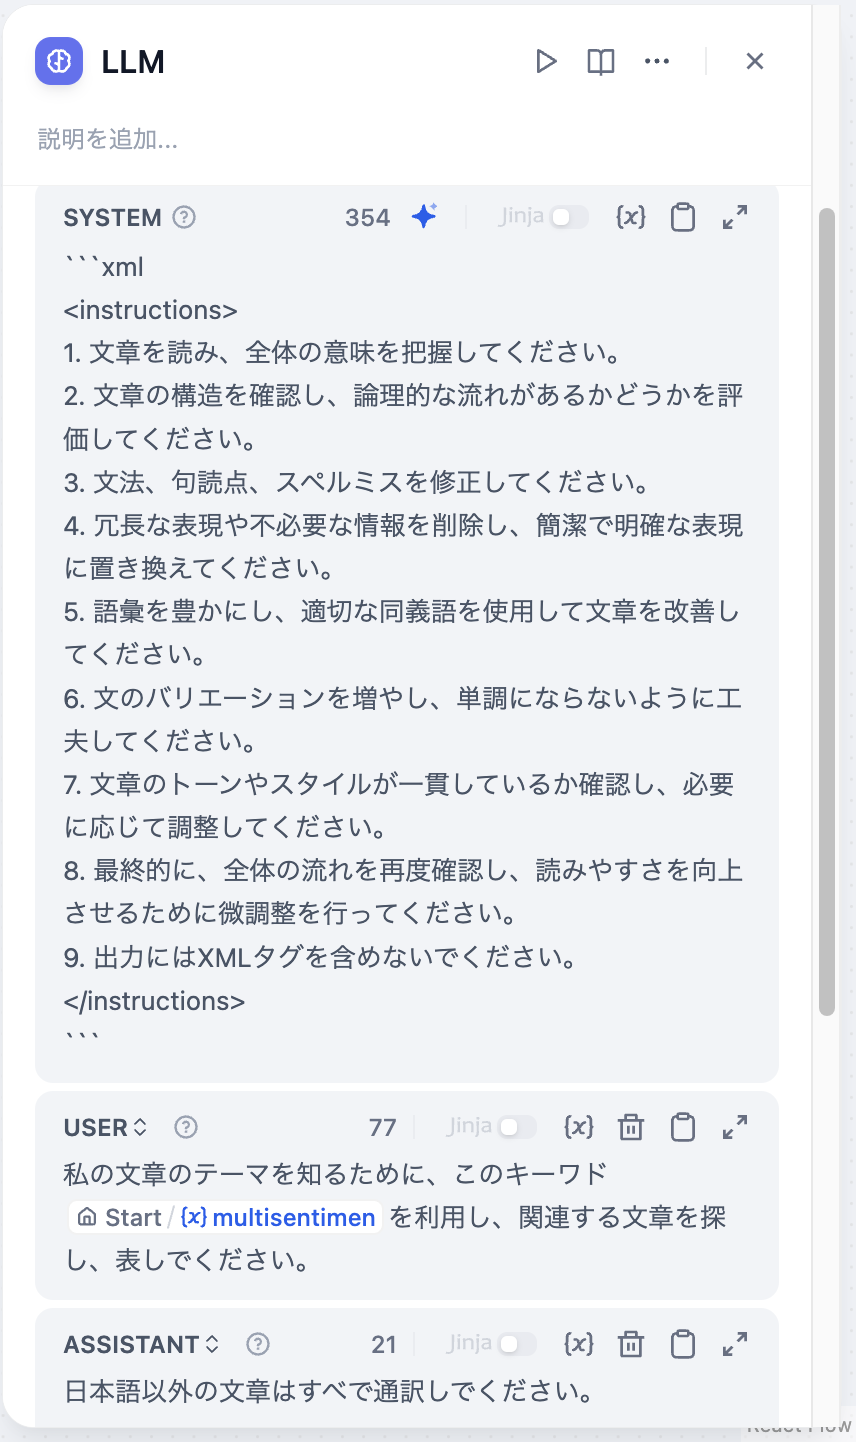 LLM
説明を追加...
SYSTEM 354 Jinja {x}
```xml
<instructions>
1. 文章を読み、全体の意味を把握してください。
2. 文章の構造を確認し、論理的な流れがあるかどうかを評
価してください。
3. 文法、句読点、スペルミスを修正してください。
4. 冗長な表現や不必要な情報を削除し、簡潔で明確な表現
に置き換えてください。
5. 語彙を豊かにし、適切な同義語を使用して文章を改善し
てください。
6. 文のバリエーションを増やし、単調にならないように工
夫してください。
7. 文章のトーンやスタイルが一貫しているか確認し、必要
に応じて調整してください。
8. 最終的に、全体の流れを再度確認し、読みやすさを向上
させるために微調整を行ってください。
9. 出力にはXMLタグを含めないでください。
</instructions>
```
USER 77 Jinja {x}
私の文章のテーマを知るために、このキーワード
Start / {x} multisentimen を利用し、関連する文章を探
し、表しでください。
ASSISTANT 21 Jinja {x}
日本語以外の文章はすべで通訳しでください。
React Flow